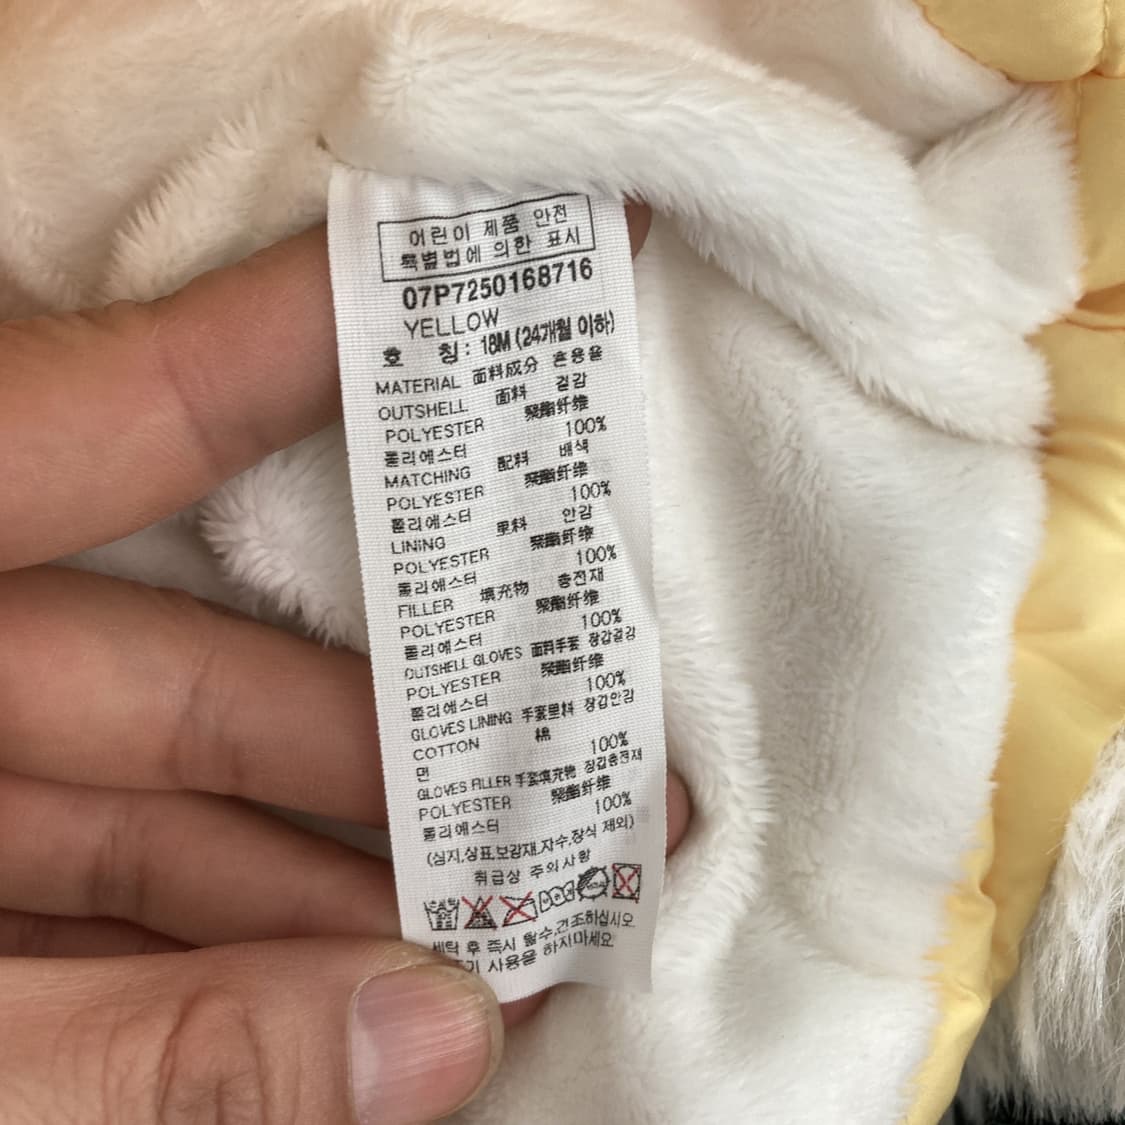 어린이 제품 안전
특별법에 의한 표시
07P7250168716
YELLOW
호 칭: 18M (24개월 이하)
MATERIAL 面料成分 혼용율
OUTSHELL 面料 겉감
POLYESTER 聚酯纤维
폴리에스터 100%
MATCHING 配料 배색
POLYESTER 聚酯纤维
폴리에스터 100%
LINING 里料 안감
POLYESTER 聚酯纤维
폴리에스터 100%
FILLER 填充物 충전재
POLYESTER 聚酯纤维
폴리에스터 100%
OUTSHELL GLOVES 面料手套 장갑겉감
POLYESTER 聚酯纤维
폴리에스터 100%
GLOVES LINING 手套里料 장갑안감
COTTON 棉
면 100%
GLOVES FILLER 手套填充物 장갑충전재
POLYESTER 聚酯纤维
폴리에스터 100%
(심지,상표,보강재,자수,장식 제외)
취급상 주의사항
세탁 후 즉시 탈수,건조하십시오
사용을 하지마세요